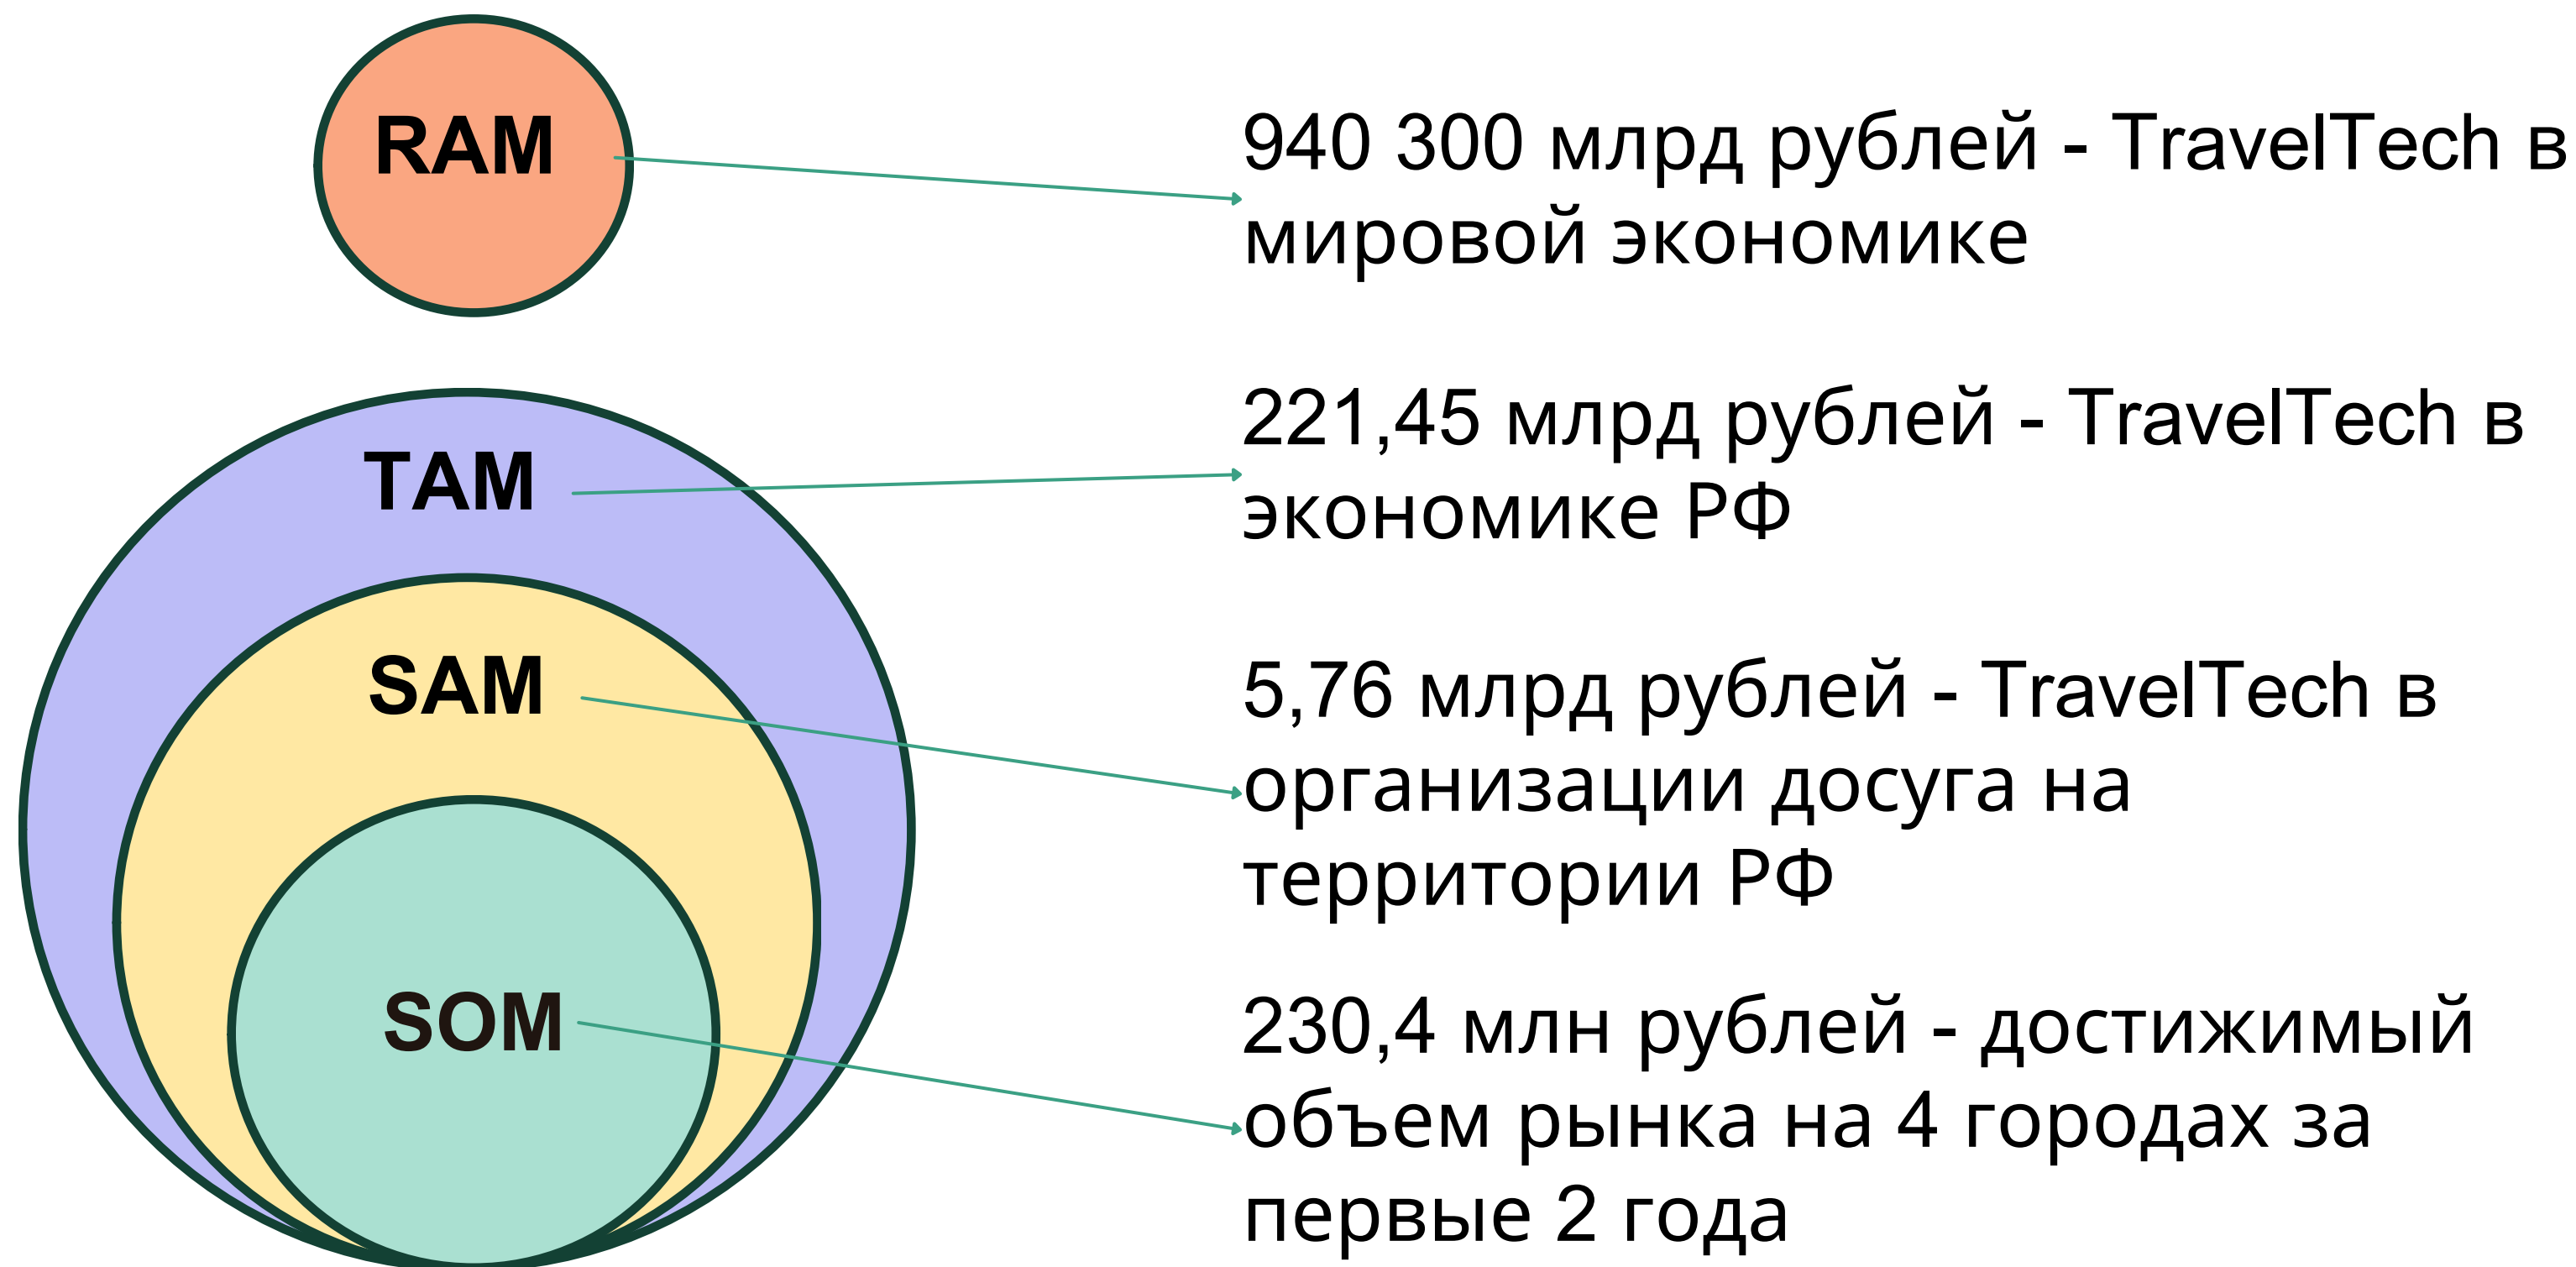 RAM
940 300 млрд рублей - TravelTech в
мировой экономике
TAM
221,45 млрд рублей - TravelTech в
экономике РФ
SAM
5,76 млрд рублей - TravelTech в
организации досуга на
территории РФ
SOM
230,4 млн рублей - достижимый
объем рынка на 4 городах за
первые 2 года